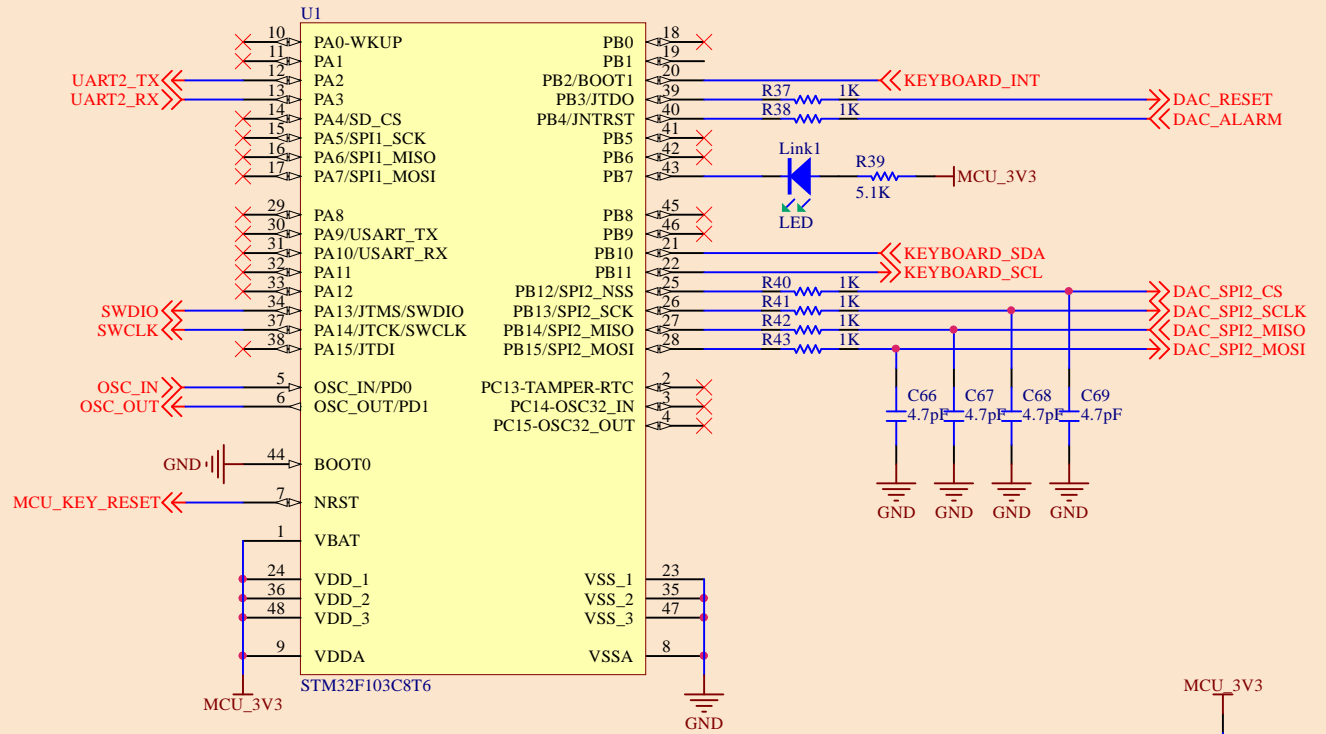 U1
10 PA0-WKUP PB0 18
11 PA1 PB1 19
UART2_TX 12 PA2 PB2/BOOT1 20 KEYBOARD_INT
UART2_RX 13 PA3 PB3/JTDO 39 R37 1K DAC_RESET
14 PA4/SD_CS PB4/JNTRST 40 R38 1K DAC_ALARM
15 PA5/SPI1_SCK PB5 41
16 PA6/SPI1_MISO PB6 42
Link1
17 PA7/SPI1_MOSI PB7 43 R39 MCU_3V3
5.1K
LED
29 PA8 PB8 45
30 PA9/USART_TX PB9 46
31 PA10/USART_RX PB10 21 KEYBOARD_SDA
32 PA11 PB11 22 KEYBOARD_SCL
33 PA12 PB12/SPI2_NSS 25 R40 1K DAC_SPI2_CS
SWDIO 34 PA13/JTMS/SWDIO PB13/SPI2_SCK 26 R41 1K DAC_SPI2_SCLK
SWCLK 37 PA14/JTCK/SWCLK PB14/SPI2_MISO 27 R42 1K DAC_SPI2_MISO
38 PA15/JTDI PB15/SPI2_MOSI 28 R43 1K DAC_SPI2_MOSI
OSC_IN 5 OSC_IN/PD0 PC13-TAMPER-RTC 2
OSC_OUT 6 OSC_OUT/PD1 PC14-OSC32_IN 3
PC15-OSC32_OUT 4
C66 C67 C68 C69
4.7pF 4.7pF 4.7pF 4.7pF
GND 44 BOOT0
MCU_KEY_RESET 7 NRST
GND GND GND GND
1 VBAT
24 VDD_1 VSS_1 23
36 VDD_2 VSS_2 35
48 VDD_3 VSS_3 47
9 VDDA VSSA 8
STM32F103C8T6
MCU_3V3
GND
MCU_3V3